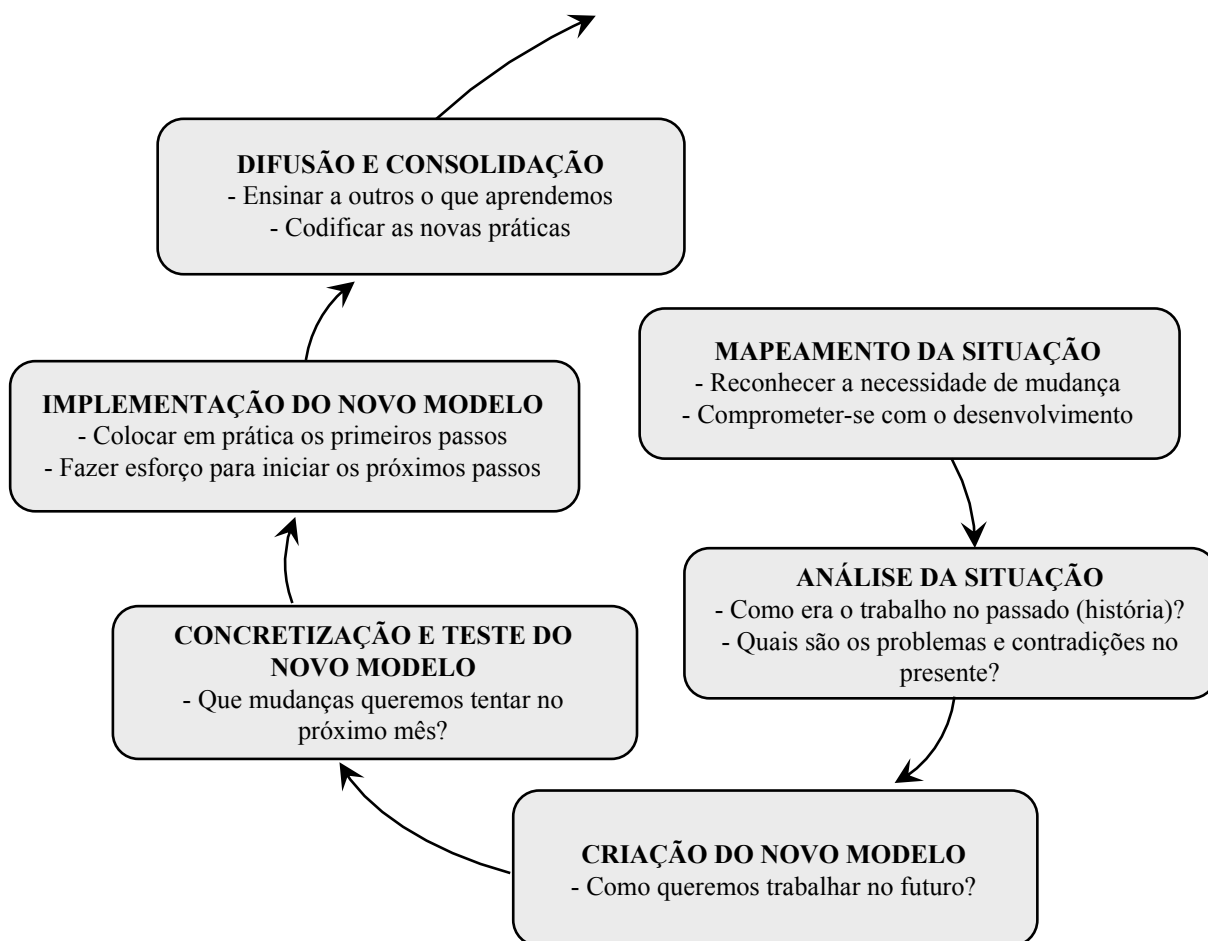 DIFUSÃO E CONSOLIDAÇÃO
- Ensinar a outros o que aprendemos
- Codificar as novas práticas
MAPEAMENTO DA SITUAÇÃO
- Reconhecer a necessidade de mudança
- Comprometer-se com o desenvolvimento
IMPLEMENTAÇÃO DO NOVO MODELO
- Colocar em prática os primeiros passos
- Fazer esforço para iniciar os próximos passos
ANÁLISE DA SITUAÇÃO
- Como era o trabalho no passado (história)?
- Quais são os problemas e contradições no
presente?
CONCRETIZAÇÃO E TESTE DO
NOVO MODELO
- Que mudanças queremos tentar no
próximo mês?
CRIAÇÃO DO NOVO MODELO
- Como queremos trabalhar no futuro?